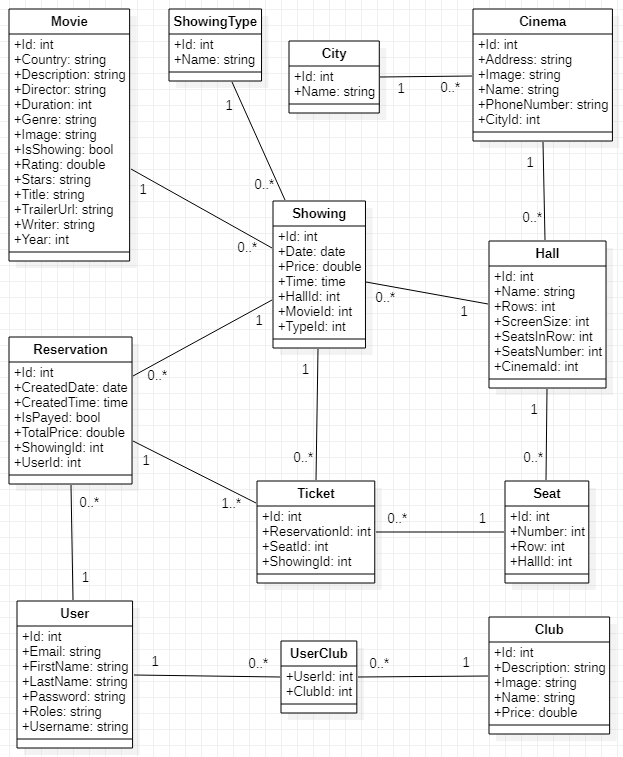 Movie
+Id: int
+Country: string
+Description: string
+Director: string
+Duration: int
+Genre: string
+Image: string
+IsShowing: bool
+Rating: double
+Stars: string
+Title: string
+TrailerUrl: string
+Writer: string
+Year: int
ShowingType
+Id: int
+Name: string
City
+Id: int
+Name: string
1
0..*
Cinema
+Id: int
+Address: string
+Image: string
+Name: string
+PhoneNumber: string
+CityId: int
1
0..*
1
0..*
1
0..*
Showing
+Id: int
+Date: date
+Price: double
+Time: time
+HallId: int
+MovieId: int
+TypeId: int
0..*
1
Hall
+Id: int
+Name: string
+Rows: int
+ScreenSize: int
+SeatsInRow: int
+SeatsNumber: int
+CinemaId: int
1
0..*
Reservation
+Id: int
+CreatedDate: date
+CreatedTime: time
+IsPayed: bool
+TotalPrice: double
+ShowingId: int
+UserId: int
1
0..*
1
0..*
1
1..*
Ticket
+Id: int
+ReservationId: int
+SeatId: int
+ShowingId: int
0..*
1
Seat
+Id: int
+Number: int
+Row: int
+HallId: int
0..*
1
User
+Id: int
+Email: string
+FirstName: string
+LastName: string
+Password: string
+Roles: string
+Username: string
1
0..*
UserClub
+UserId: int
+ClubId: int
0..*
1
Club
+Id: int
+Description: string
+Image: string
+Name: string
+Price: double